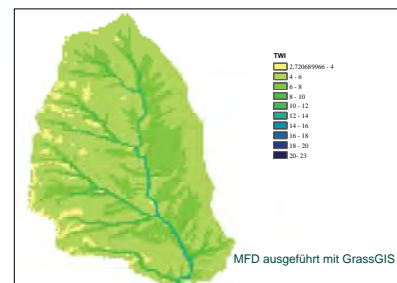 TWI
2,720689966 - 4
4 - 6
6 - 8
8 - 10
10 - 12
12 - 14
14 - 16
16 - 18
18 - 20
20- 23
MFD ausgeführt mit GrassGIS